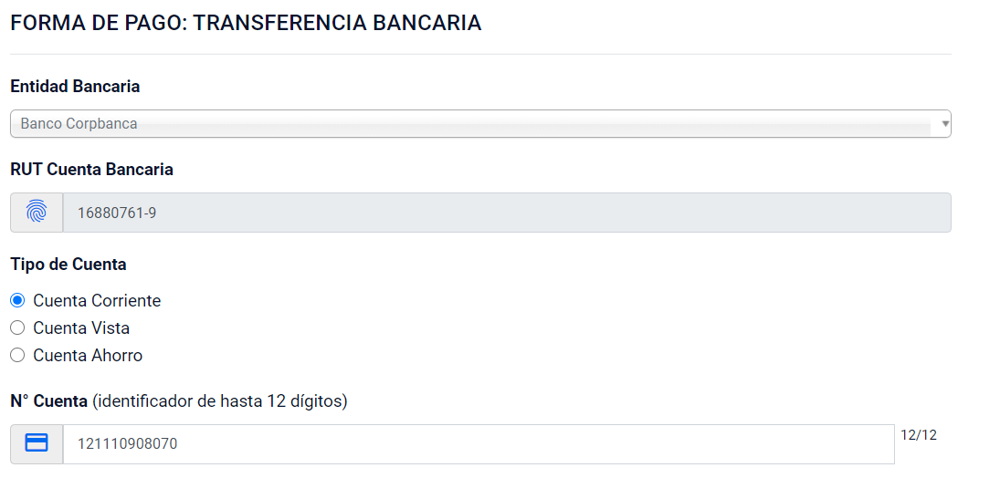 FORMA DE PAGO: TRANSFERENCIA BANCARIA
Entidad Bancaria
Banco Corpbanca
RUT Cuenta Bancaria
16880761-9
Tipo de Cuenta
Cuenta Corriente
Cuenta Vista
Cuenta Ahorro
N° Cuenta (identificador de hasta 12 dígitos)
121110908070 12/12